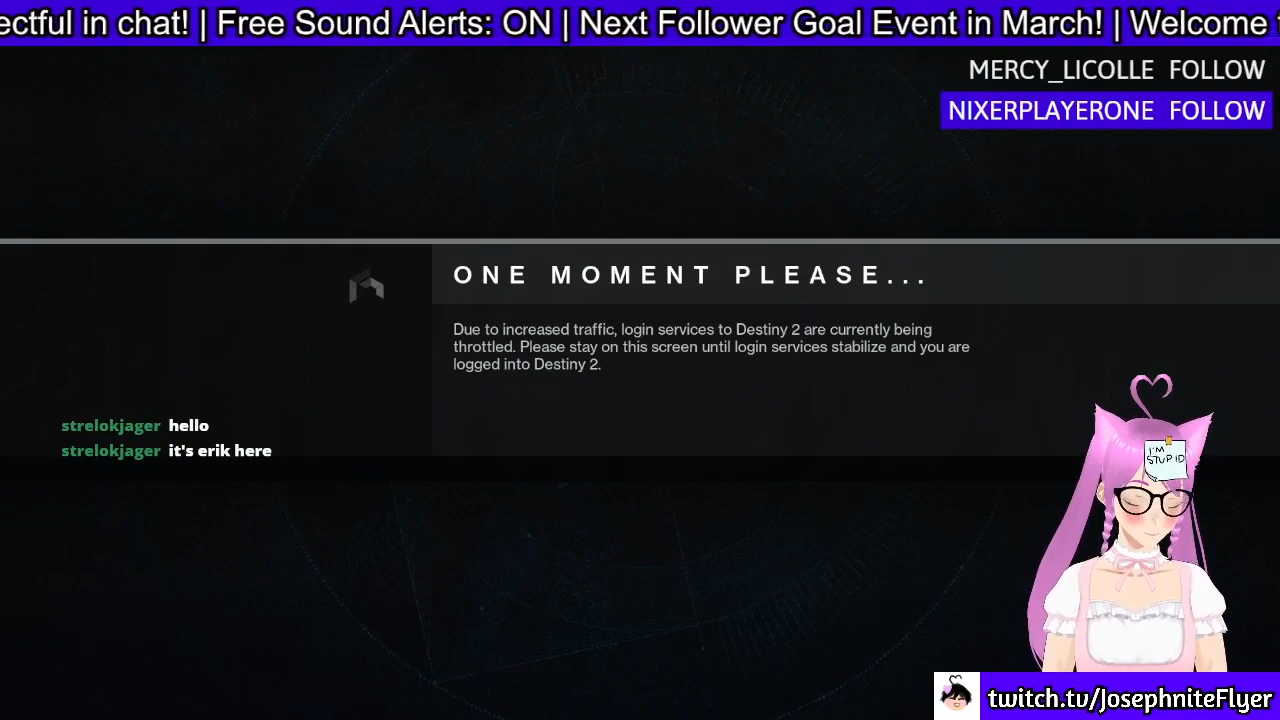 ectful in chat! | Free Sound Alerts: ON | Next Follower Goal Event in March! | Welcome
MERCY_LICOLLE FOLLOW
NIXERPLAYERONE FOLLOW
ONE MOMENT PLEASE...
Due to increased traffic, login services to Destiny 2 are currently being
throttled. Please stay on this screen until login services stabilize and you are
logged into Destiny 2.
strelokjager hello
strelokjager it's erik here
I'M
STUPID
twitch.tv/JosephniteFlyer